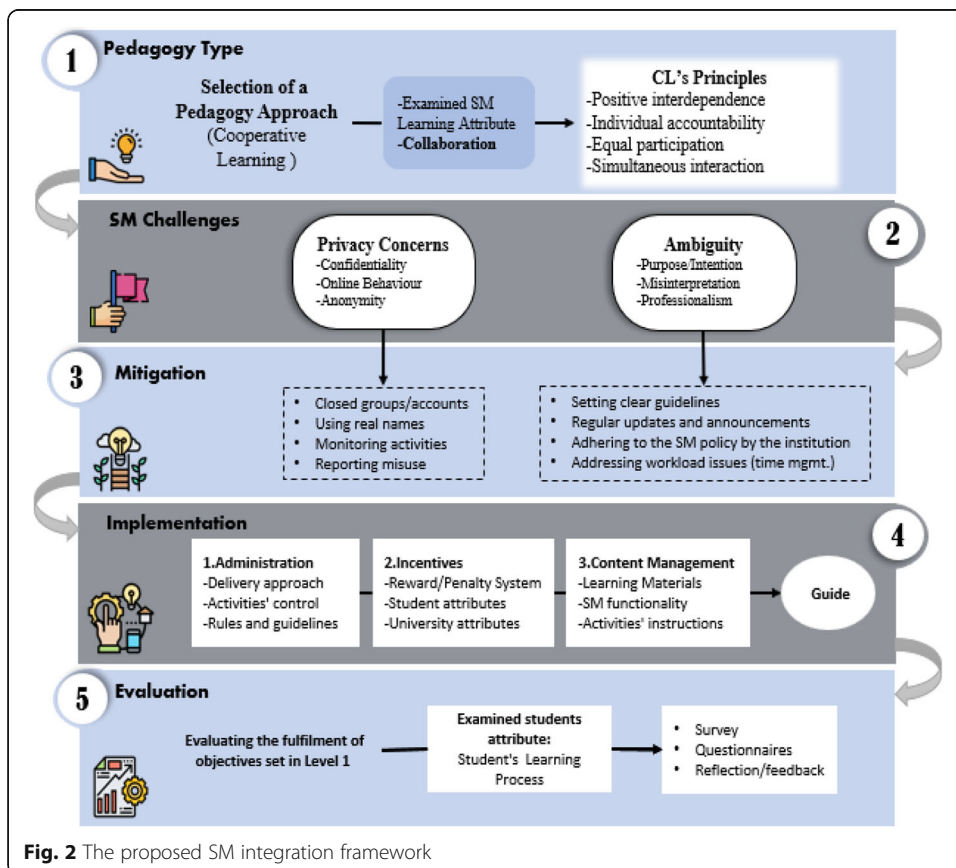 1
Pedagogy Type
Selection of a
Pedagogy Approach
(Cooperative
Learning )
-Examined SM
Learning Attribute
-Collaboration
CL's Principles
-Positive interdependence
-Individual accountability
-Equal participation
-Simultaneous interaction
SM Challenges
2
Privacy Concerns
-Confidentiality
-Online Behaviour
-Anonymity
Ambiguity
-Purpose/Intention
-Misinterpretation
-Professionalism
3
Mitigation
• Closed groups/accounts
• Using real names
• Monitoring activities
• Reporting misuse
• Setting clear guidelines
• Regular updates and announcements
• Adhering to the SM policy by the institution
• Addressing workload issues (time mgmt.)
Implementation
4
1.Administration
-Delivery approach
-Activities' control
-Rules and guidelines
2.Incentives
-Reward/Penalty System
-Student attributes
-University attributes
3.Content Management
-Learning Materials
-SM functionality
-Activities' instructions
Guide
5
Evaluation
Evaluating the fulfilment of
objectives set in Level 1
Examined students
attribute:
Student's Learning
Process
• Survey
• Questionnaires
• Reflection/feedback
Fig. 2 The proposed SM integration framework